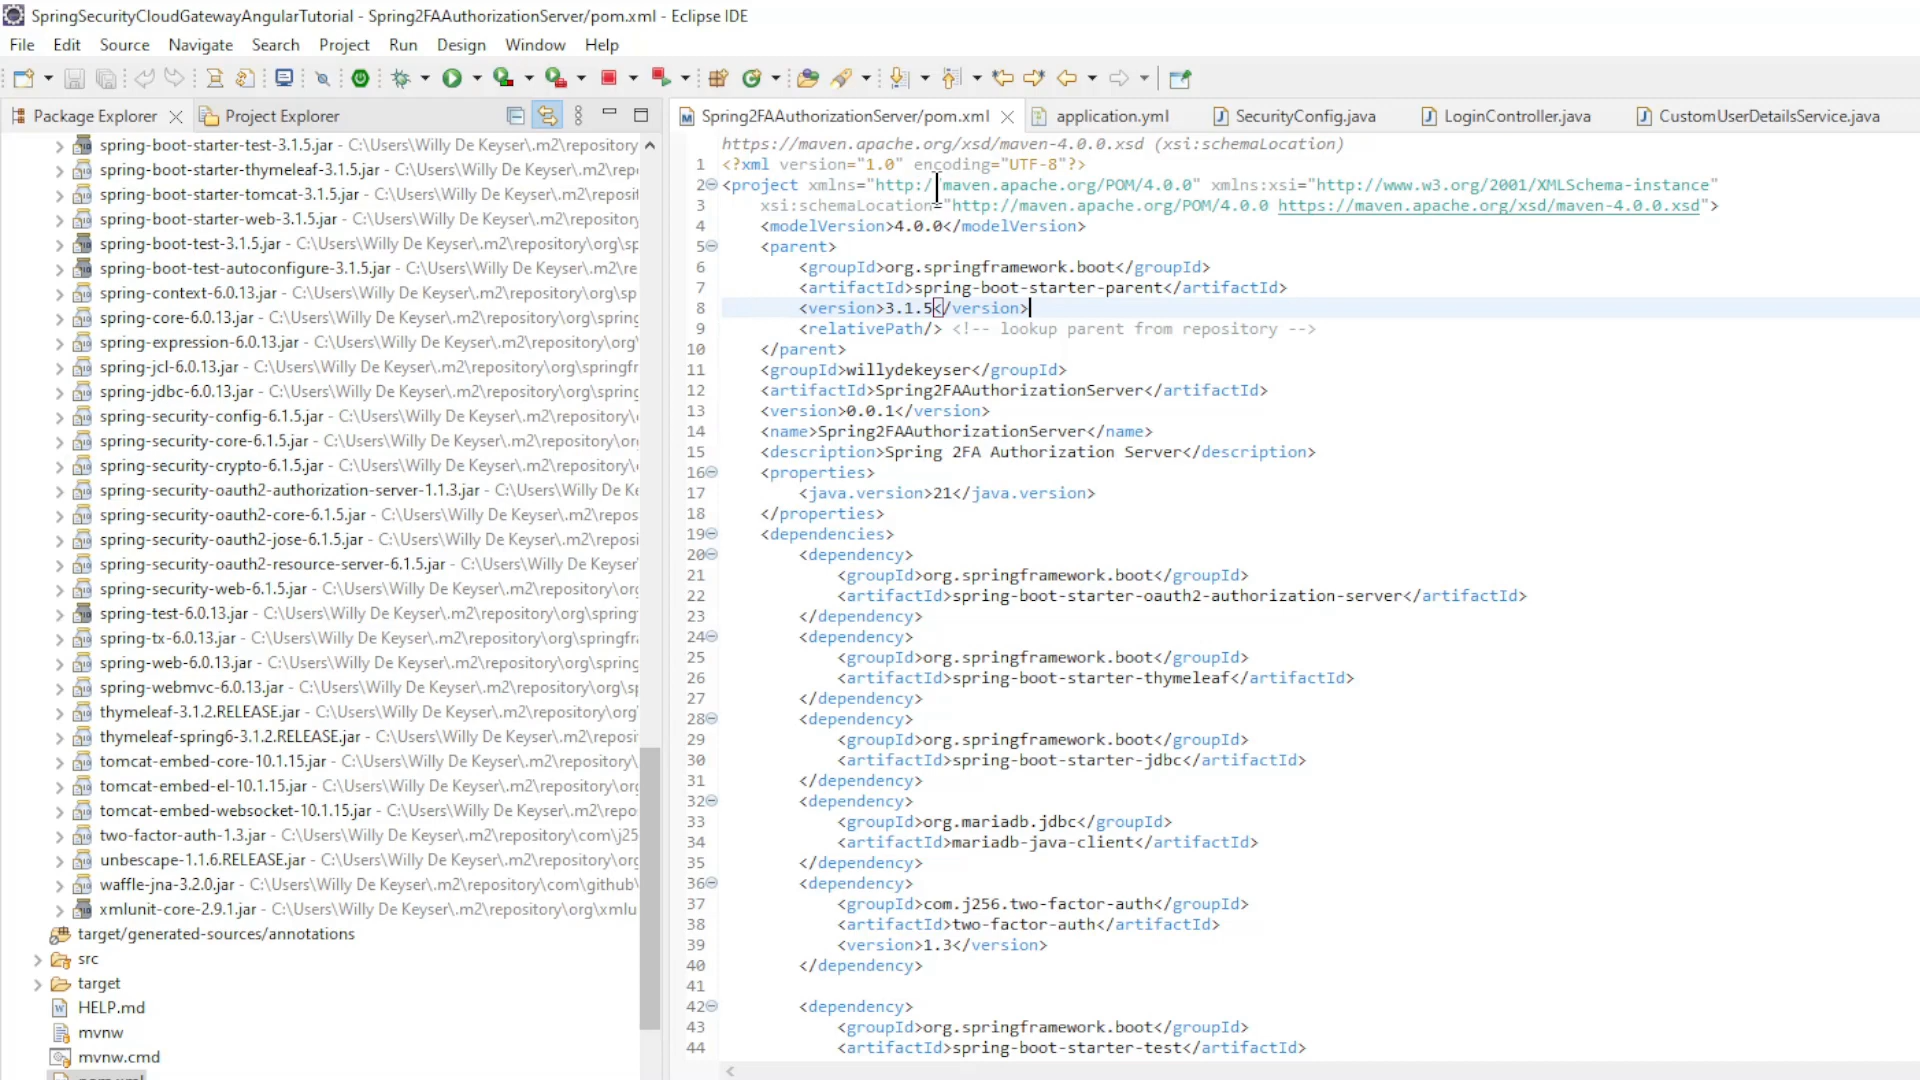 SpringSecurityCloudGatewayAngularTutorial - Spring2FAAuthorizationServer/pom.xml - Eclipse IDE
File Edit Source Navigate Search Project Run Design Window Help
Package Explorer Project Explorer
spring-boot-starter-test-3.1.5.jar - C:\Users\Willy De Keyser\.m2\repository
spring-boot-starter-thymeleaf-3.1.5.jar - C:\Users\Willy De Keyser\.m2\rep
spring-boot-starter-tomcat-3.1.5.jar - C:\Users\Willy De Keyser\.m2\reposit
spring-boot-starter-web-3.1.5.jar - C:\Users\Willy De Keyser\.m2\repository\
spring-boot-test-3.1.5.jar - C:\Users\Willy De Keyser\.m2\repository\org\sp
spring-boot-test-autoconfigure-3.1.5.jar - C:\Users\Willy De Keyser\.m2\re
spring-context-6.0.13.jar - C:\Users\Willy De Keyser\.m2\repository\org\sp
spring-core-6.0.13.jar - C:\Users\Willy De Keyser\.m2\repository\org\spring
spring-expression-6.0.13.jar - C:\Users\Willy De Keyser\.m2\repository\org\
spring-jcl-6.0.13.jar - C:\Users\Willy De Keyser\.m2\repository\org\springfr
spring-jdbc-6.0.13.jar - C:\Users\Willy De Keyser\.m2\repository\org\spring
spring-security-config-6.1.5.jar - C:\Users\Willy De Keyser\.m2\repository\
spring-security-core-6.1.5.jar - C:\Users\Willy De Keyser\.m2\repository\or
spring-security-crypto-6.1.5.jar - C:\Users\Willy De Keyser\.m2\repository\
spring-security-oauth2-authorization-server-1.1.3.jar - C:\Users\Willy De Ke
spring-security-oauth2-core-6.1.5.jar - C:\Users\Willy De Keyser\.m2\repos
spring-security-oauth2-jose-6.1.5.jar - C:\Users\Willy De Keyser\.m2\reposi
spring-security-oauth2-resource-server-6.1.5.jar - C:\Users\Willy De Keyser
spring-security-web-6.1.5.jar - C:\Users\Willy De Keyser\.m2\repository\org
spring-test-6.0.13.jar - C:\Users\Willy De Keyser\.m2\repository\org\spring
spring-tx-6.0.13.jar - C:\Users\Willy De Keyser\.m2\repository\org\springfr
spring-web-6.0.13.jar - C:\Users\Willy De Keyser\.m2\repository\org\spring
spring-webmvc-6.0.13.jar - C:\Users\Willy De Keyser\.m2\repository\org\sp
thymeleaf-3.1.2.RELEASE.jar - C:\Users\Willy De Keyser\.m2\repository\org\
thymeleaf-spring6-3.1.2.RELEASE.jar - C:\Users\Willy De Keyser\.m2\reposi
tomcat-embed-core-10.1.15.jar - C:\Users\Willy De Keyser\.m2\repository\
tomcat-embed-el-10.1.15.jar - C:\Users\Willy De Keyser\.m2\repository\org
tomcat-embed-websocket-10.1.15.jar - C:\Users\Willy De Keyser\.m2\repo
two-factor-auth-1.3.jar - C:\Users\Willy De Keyser\.m2\repository\com\j25
unbescape-1.1.6.RELEASE.jar - C:\Users\Willy De Keyser\.m2\repository\org
waffle-jna-3.2.0.jar - C:\Users\Willy De Keyser\.m2\repository\com\github\
xmlunit-core-2.9.1.jar - C:\Users\Willy De Keyser\.m2\repository\org\xmlu
target/generated-sources/annotations
src
target
HELP.md
mvnw
mvnw.cmd
Spring2FAAuthorizationServer/pom.xml application.yml SecurityConfig.java LoginController.java CustomUserDetailsService.java
https://maven.apache.org/xsd/maven-4.0.0.xsd (xsi:schemaLocation)
1 <?xml version="1.0" encoding="UTF-8"?>
2 <project xmlns="http://maven.apache.org/POM/4.0.0" xmlns:xsi="http://www.w3.org/2001/XMLSchema-instance"
3 xsi:schemaLocation="http://maven.apache.org/POM/4.0.0 https://maven.apache.org/xsd/maven-4.0.0.xsd">
4 <modelVersion>4.0.0</modelVersion>
5 <parent>
6 <groupId>org.springframework.boot</groupId>
7 <artifactId>spring-boot-starter-parent</artifactId>
8 <version>3.1.5</version>
9 <relativePath/> <!-- lookup parent from repository -->
10 </parent>
11 <groupId>willydekeyser</groupId>
12 <artifactId>Spring2FAAuthorizationServer</artifactId>
13 <version>0.0.1</version>
14 <name>Spring2FAAuthorizationServer</name>
15 <description>Spring 2FA Authorization Server</description>
16 <properties>
17 <java.version>21</java.version>
18 </properties>
19 <dependencies>
20 <dependency>
21 <groupId>org.springframework.boot</groupId>
22 <artifactId>spring-boot-starter-oauth2-authorization-server</artifactId>
23 </dependency>
24 <dependency>
25 <groupId>org.springframework.boot</groupId>
26 <artifactId>spring-boot-starter-thymeleaf</artifactId>
27 </dependency>
28 <dependency>
29 <groupId>org.springframework.boot</groupId>
30 <artifactId>spring-boot-starter-jdbc</artifactId>
31 </dependency>
32 <dependency>
33 <groupId>org.mariadb.jdbc</groupId>
34 <artifactId>mariadb-java-client</artifactId>
35 </dependency>
36 <dependency>
37 <groupId>com.j256.two-factor-auth</groupId>
38 <artifactId>two-factor-auth</artifactId>
39 <version>1.3</version>
40 </dependency>
41
42 <dependency>
43 <groupId>org.springframework.boot</groupId>
44 <artifactId>spring-boot-starter-test</artifactId>